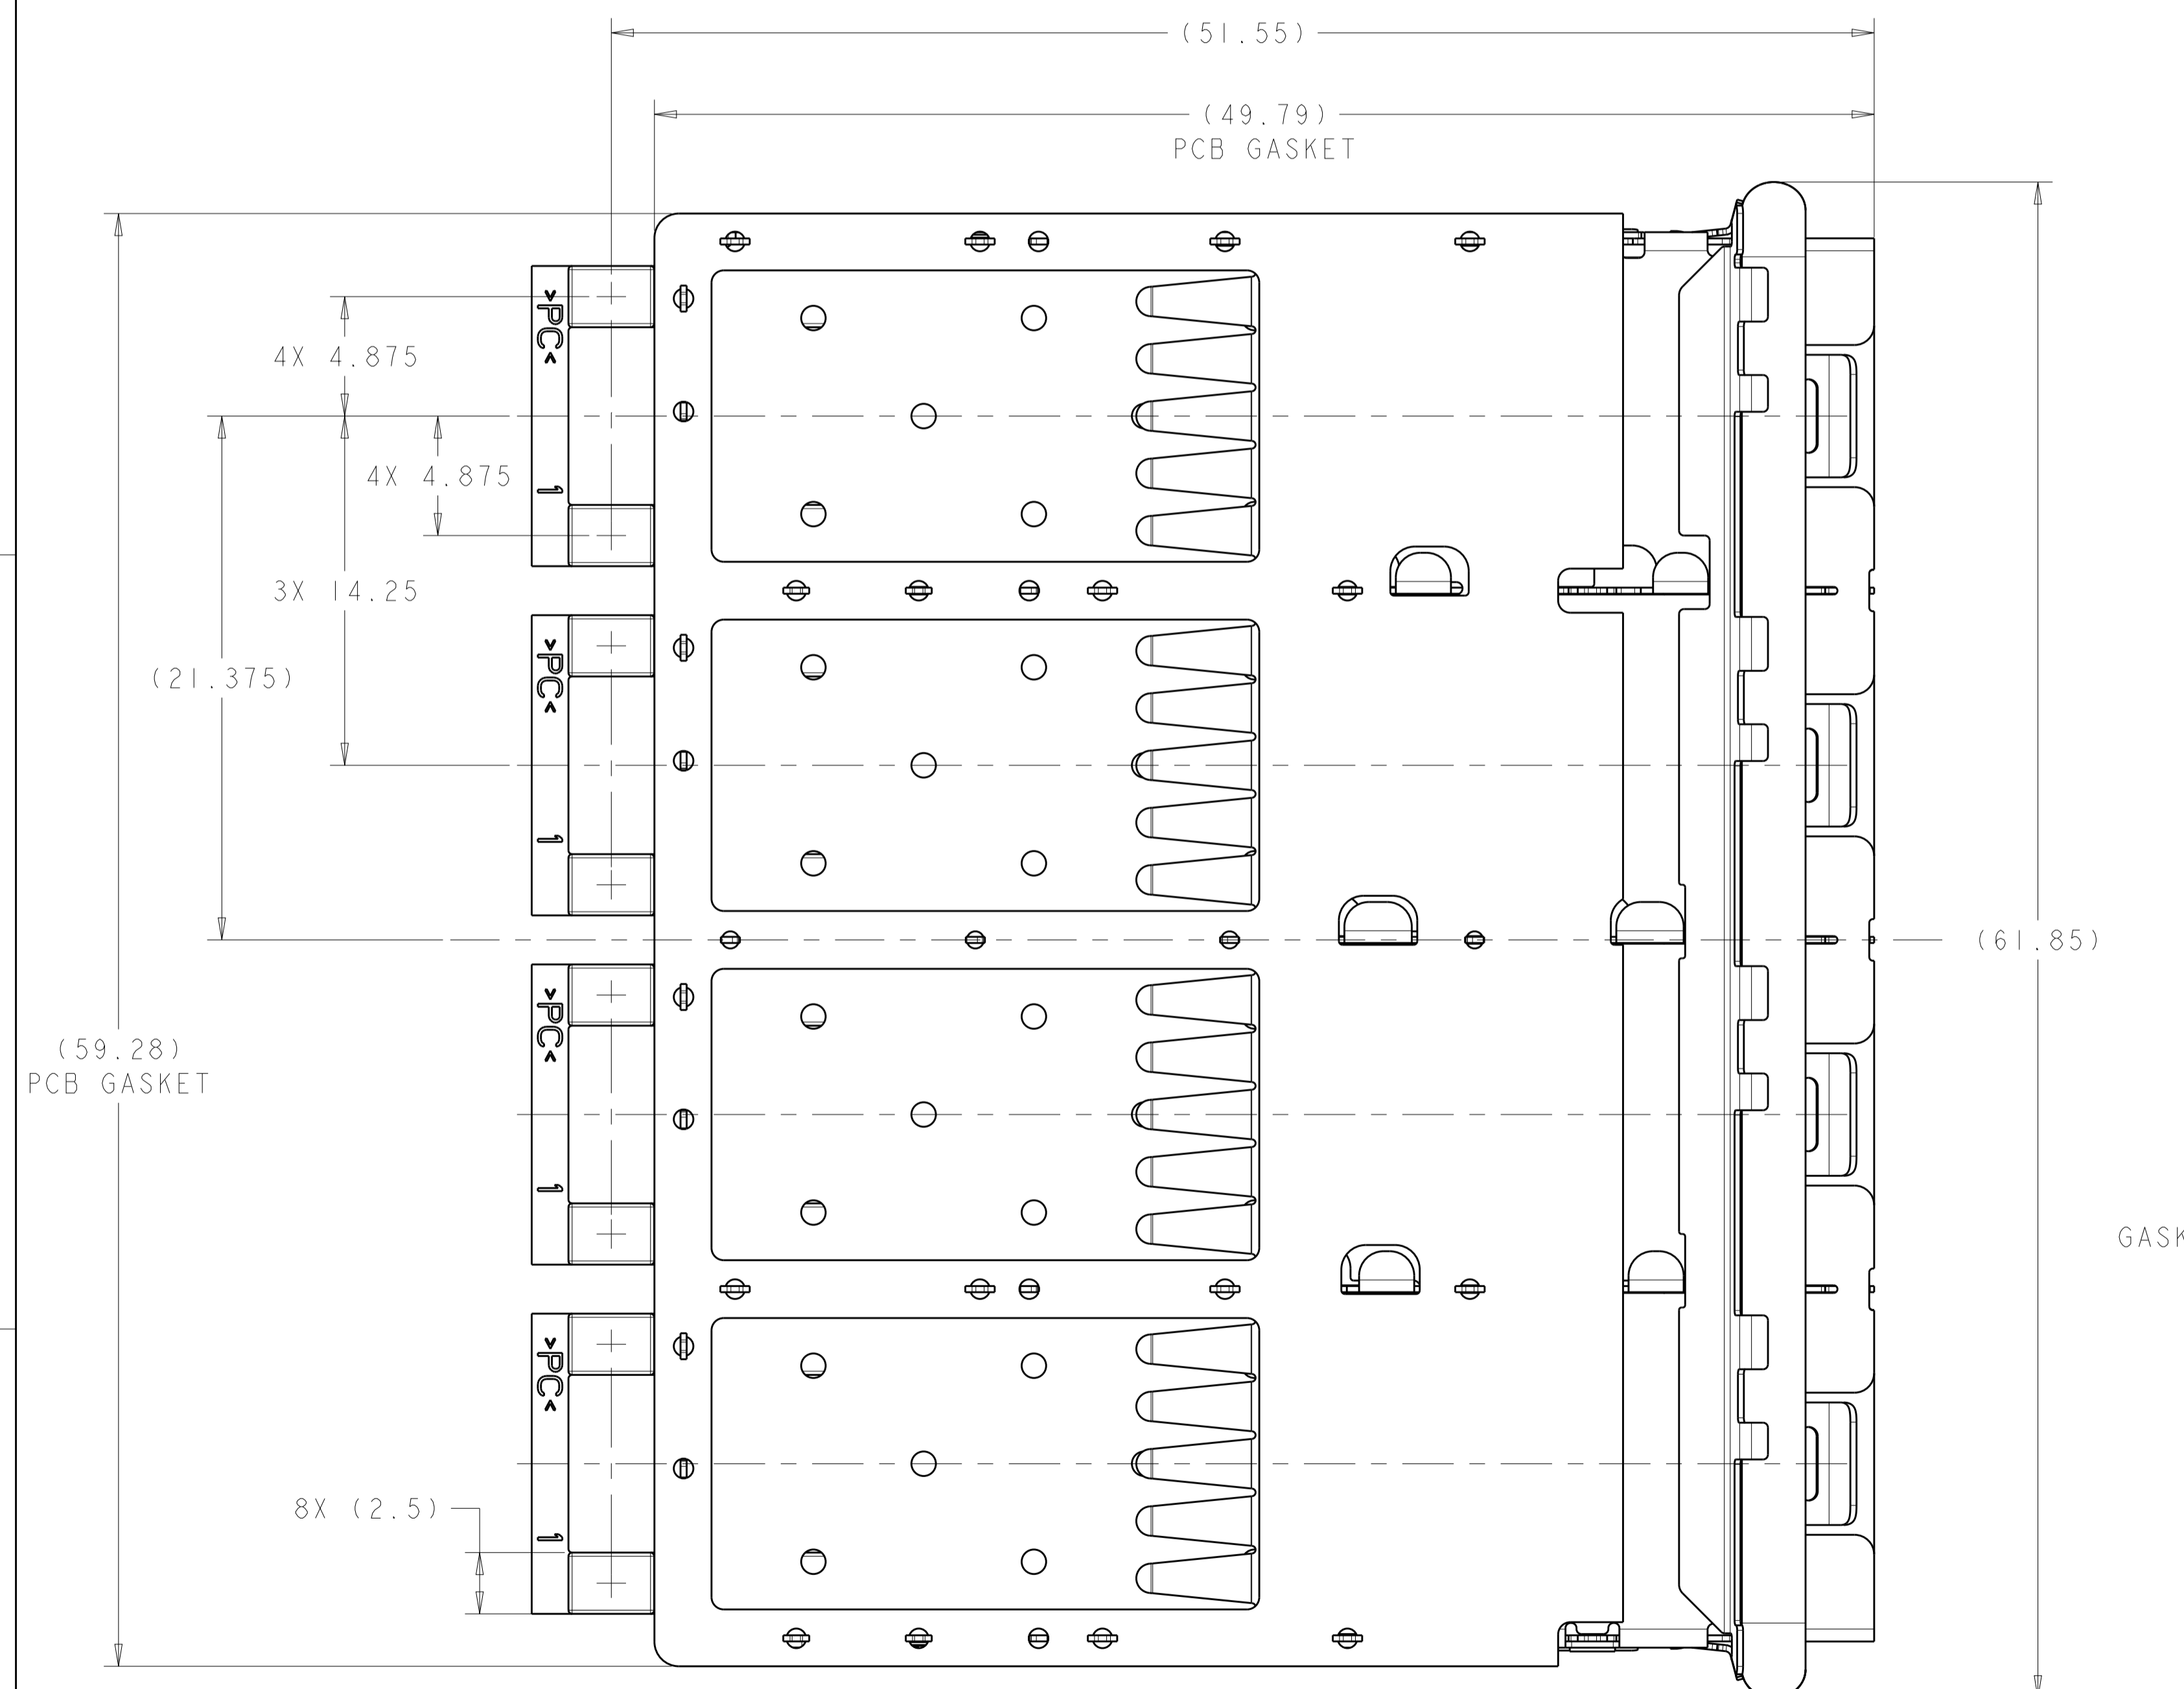 (51.55)
(49.79)
PCB GASKET
4X 4.875
4X 4.875
3X 14.25
(21.375)
(61.85)
(59.28)
PCB GASKET
8X (2.5)
>PC<
1
>PC<
1
>PC<
1
>PC<
1